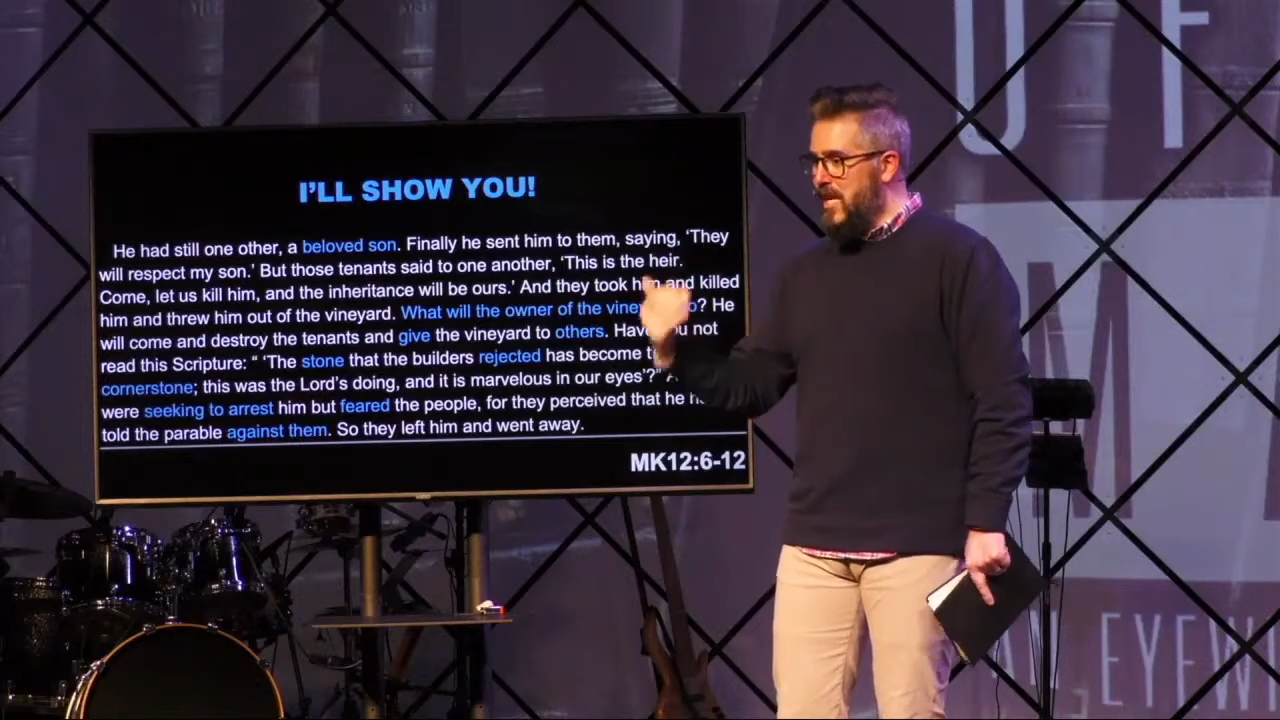 I'LL SHOW YOU!
He had still one other, a beloved son. Finally he sent him to them, saying, 'They
will respect my son.' But those tenants said to one another, 'This is the heir.
Come, let us kill him, and the inheritance will be ours.' And they took him and killed
him and threw him out of the vineyard. What will the owner of the ? He
will come and destroy the tenants and give the vineyard to others. Have you not
read this Scripture: “ 'The stone that the builders rejected has become
cornerstone; this was the Lord's doing, and it is marvelous in our eyes'?”
were seeking to arrest him but feared the people, for they perceived that he
told the parable against them. So they left him and went away.
MK12:6-12
OF
M
AN EYEWI